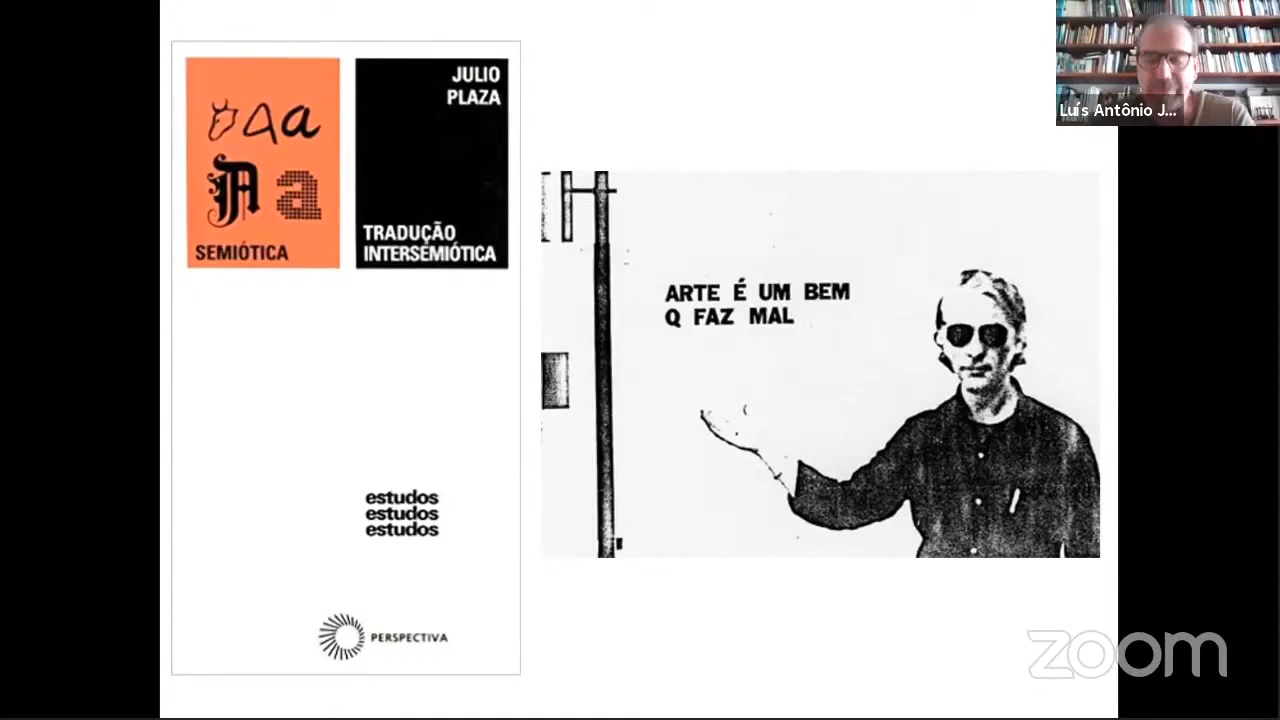 JULIO
PLAZA
a
a
SEMIÓTICA
TRADUÇÃO
INTERSEMIÓTICA
estudos
estudos
estudos
PERSPECTIVA
ARTE É UM BEM
Q FAZ MAL
Luís Antônio J...
zoom